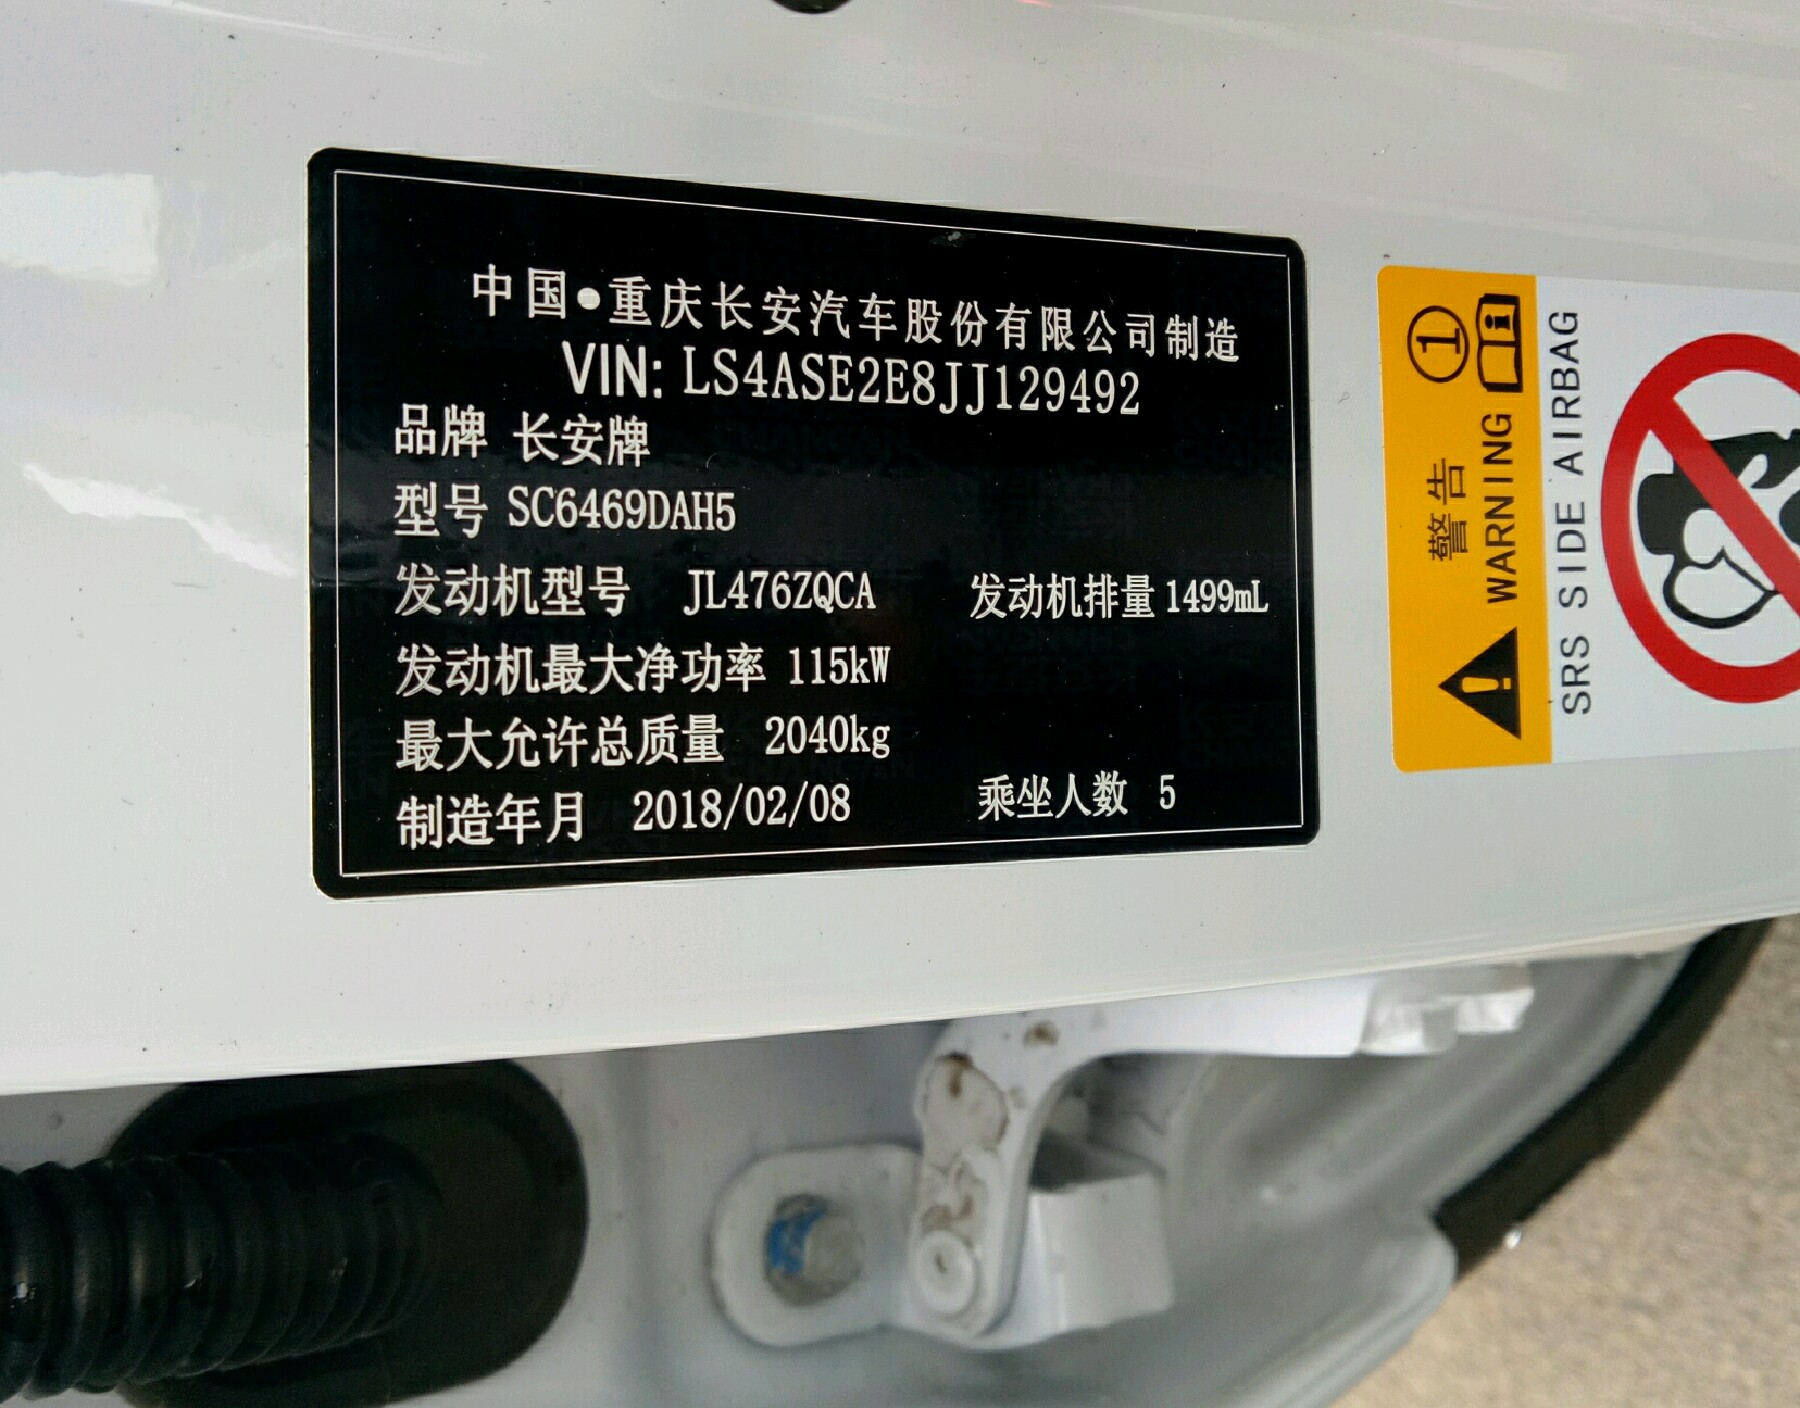 中国●重庆长安汽车股份有限公司制造
VIN: LS4ASE2E8JJ129492
品牌 长安牌
型号 SC6469DAH5
发动机型号 JL476ZQCA 发动机排量 1499mL
发动机最大净功率 115kW
最大允许总质量 2040kg
制造年月 2018/02/08 乘坐人数 5
①
警告
WARNING
SRS SIDE AIRBAG